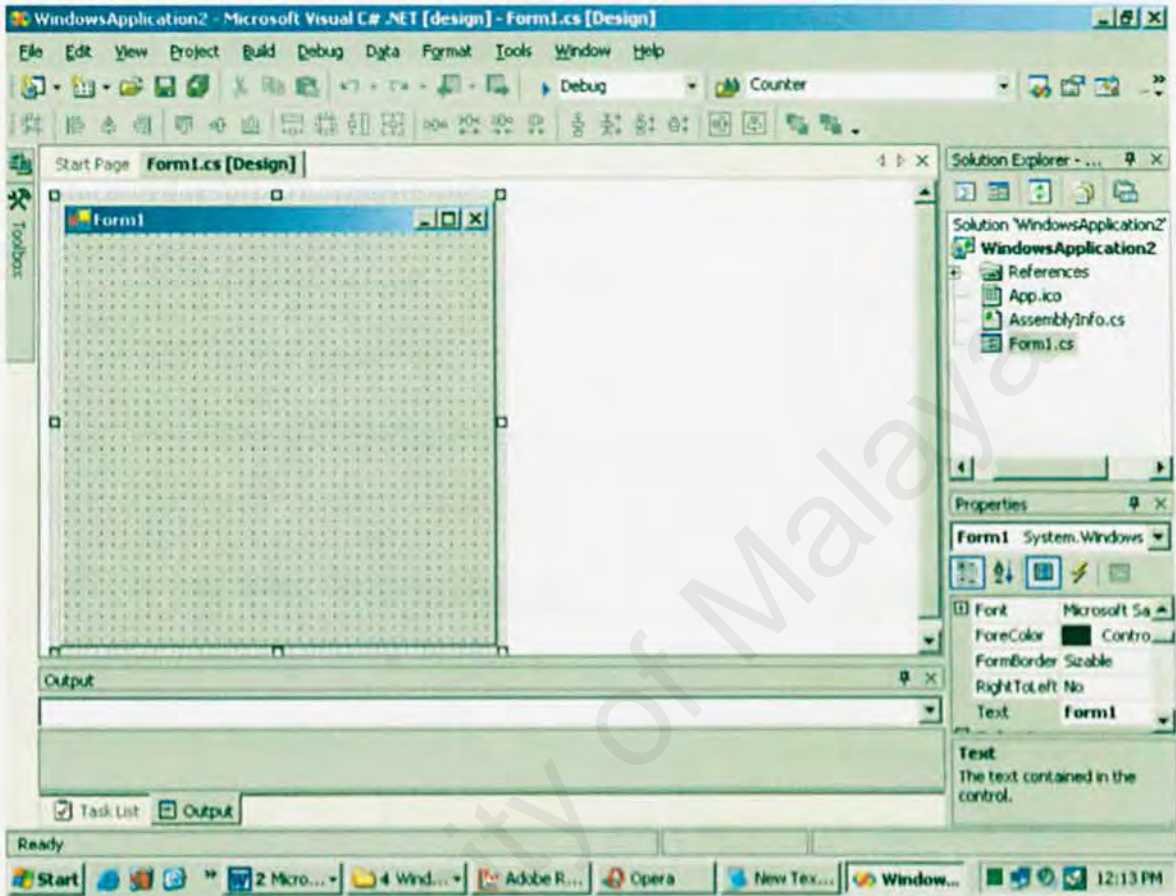 WindowsApplication2 - Microsoft Visual C# .NET [design] - Form1.cs [Design]
File Edit View Project Build Debug Data Format Tools Window Help
Debug Counter
Start Page Form1.cs [Design]
Toolbox
Form1
Solution Explorer - ...
Solution 'WindowsApplication2'
WindowsApplication2
References
App.ico
AssemblyInfo.cs
Form1.cs
Properties
Form1 System.Windows
Font Microsoft Sa
ForeColor Contro
FormBorder Sizable
RightToLeft No
Text Form1
Text
The text contained in the
control.
Output
Task List Output
Ready
Start 2 Micro... 4 Wind... Adobe R... Opera New Tex... Window... 12:13 PM
ity of Malaya